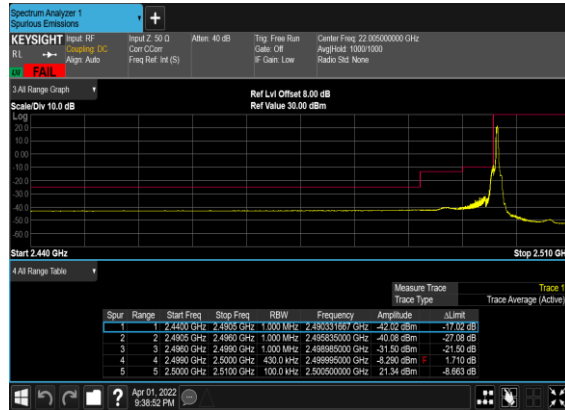 Spectrum Analyzer 1
Spurious Emissions
KEYSIGHT Input: RF Input Z: 50 Ω Atten: 40 dB Trig: Free Run Center Freq: 22.005000000 GHz
RL Coupling: DC Corr CCorr Gate: Off Avg|Hold: 1000/1000
Align: Auto Freq Ref: Int (S) IF Gain: Low Radio Std: None
FAIL
3 All Range Graph Ref Lvl Offset 8.00 dB
Scale/Div 10.0 dB Ref Value 30.00 dBm
Log
20.0
10.0
0.00
-10.0
-20.0
-30.0
-40.0
-50.0
-60.0
Start 2.440 GHz Stop 2.510 GH
4 All Range Table
Measure Trace Trace 1
Trace Type Trace Average (Active)
Spur Range Start Freq Stop Freq RBW Frequency Amplitude ΔLimit
1 1 2.4400 GHz 2.4905 GHz 1.000 MHz 2.490331667 GHz -42.02 dBm -17.02 dB
2 2 2.4905 GHz 2.4960 GHz 1.000 MHz 2.495835000 GHz -40.08 dBm -27.08 dB
3 3 2.4960 GHz 2.4990 GHz 1.000 MHz 2.498985000 GHz -31.50 dBm -21.50 dB
4 4 2.4990 GHz 2.5000 GHz 430.0 kHz 2.499995000 GHz -8.290 dBm F 1.710 dB
5 5 2.5000 GHz 2.5100 GHz 100.0 kHz 2.500500000 GHz 21.34 dBm -8.663 dB
? Apr 01, 2022
9:38:52 PM